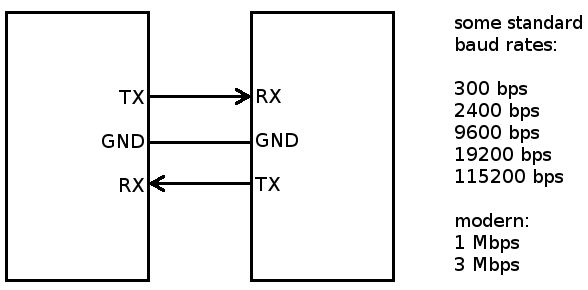 TX
RX
GND
GND
RX
TX
some standard
baud rates:
300 bps
2400 bps
9600 bps
19200 bps
115200 bps
modern:
1 Mbps
3 Mbps